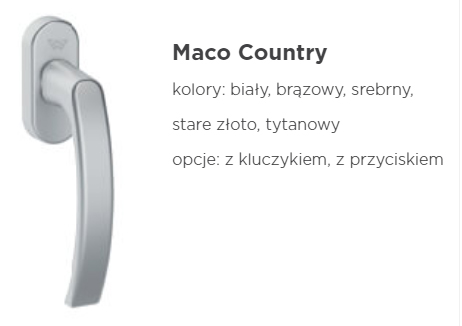 Maco Country
kolory: biały, brązowy, srebrny,
stare złoto, tytanowy
opcje: z kluczykiem, z przyciskiem